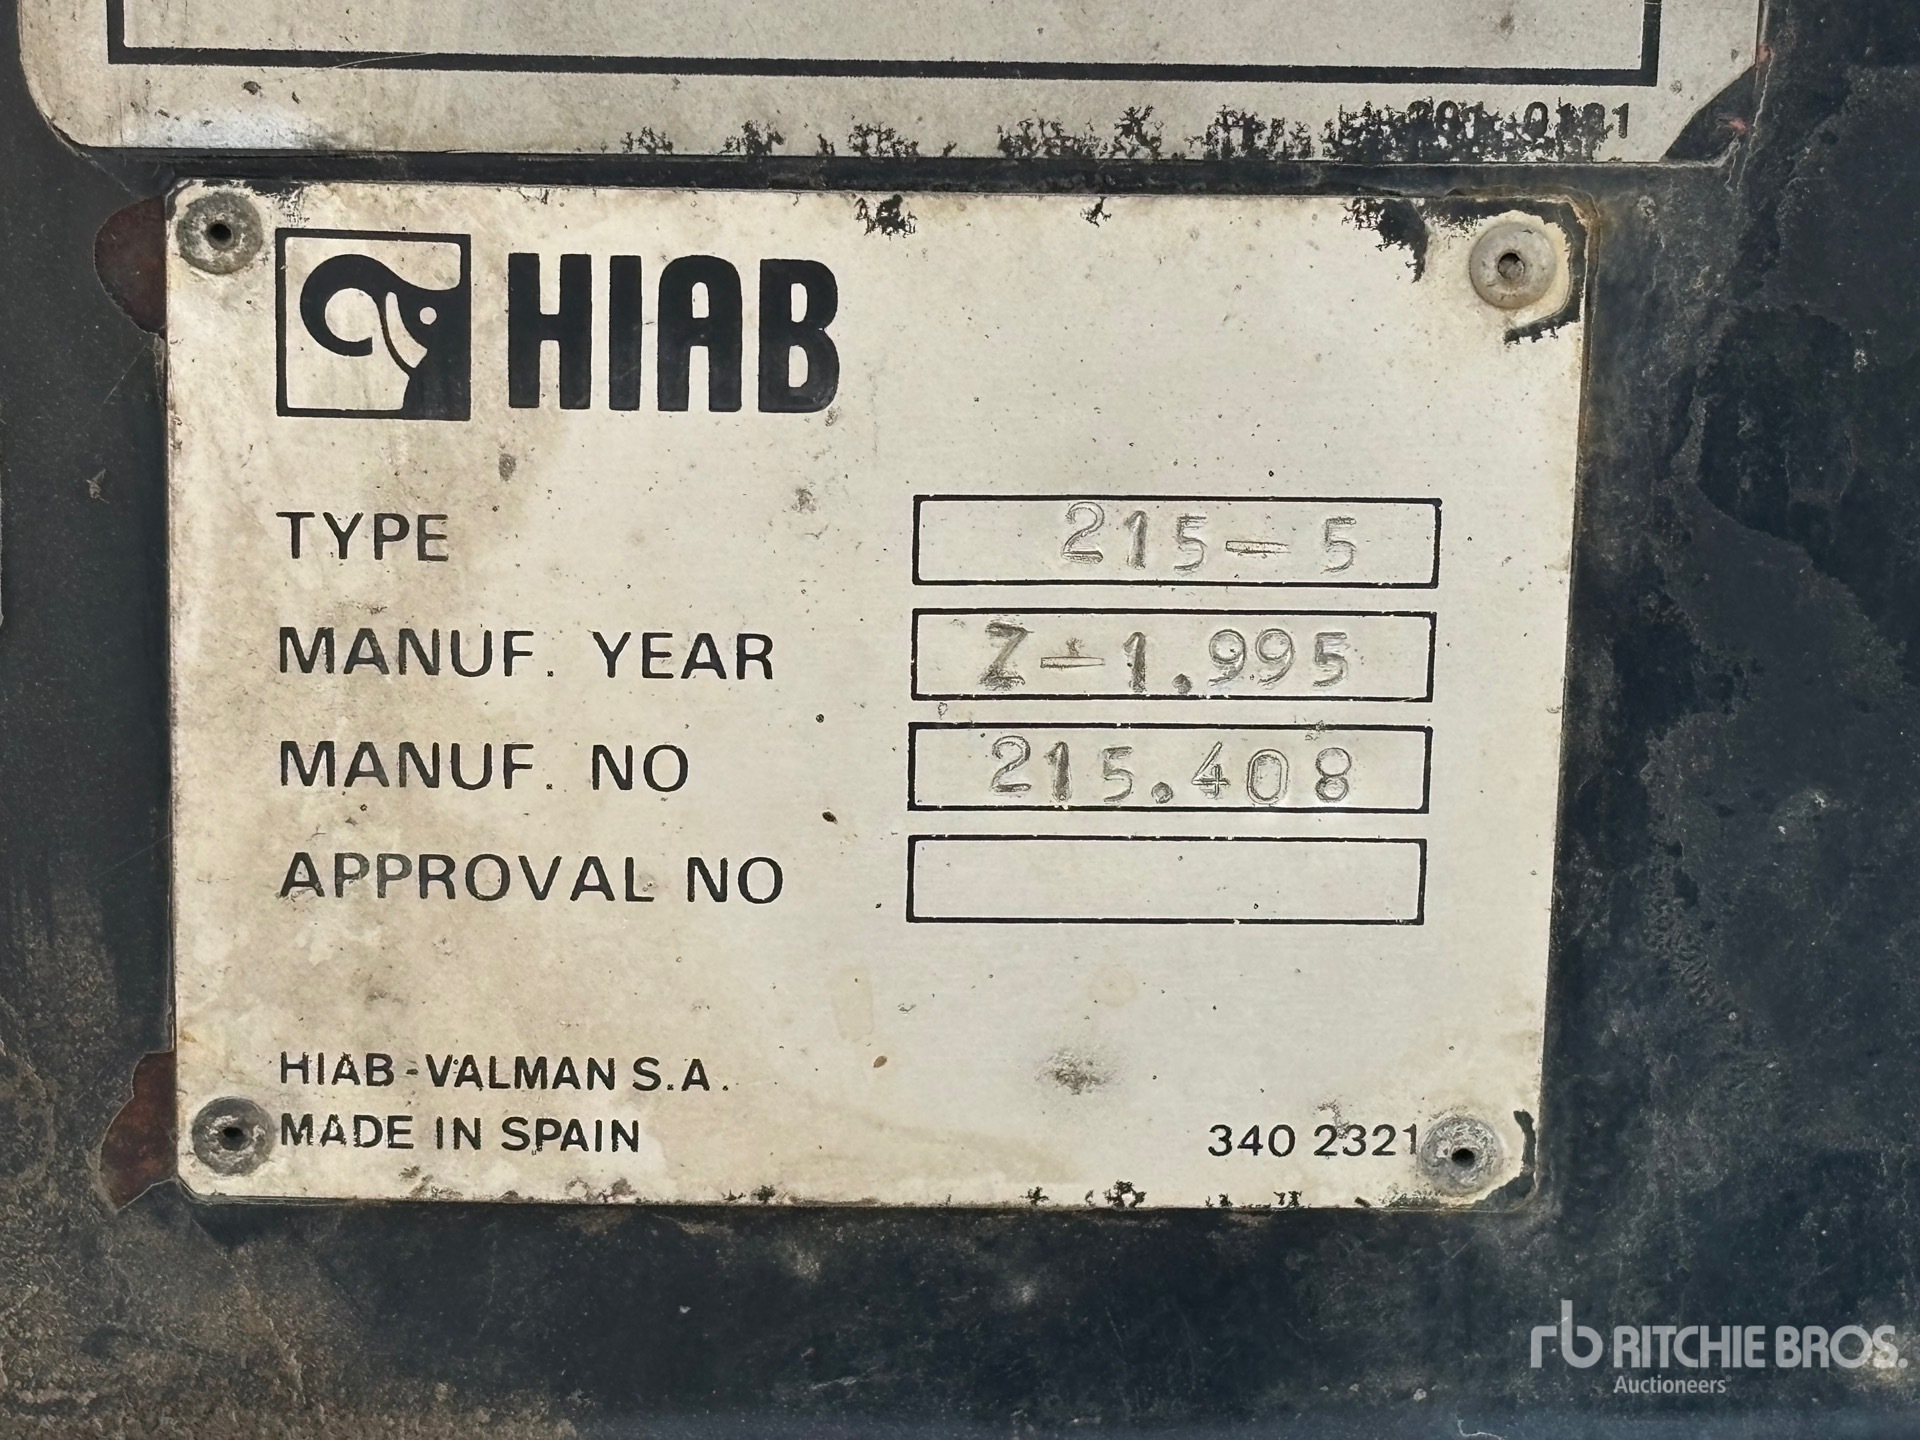 HIAB
TYPE 215-5
MANUF. YEAR Z-1.995
MANUF. NO 215.408
APPROVAL NO
HIAB-VALMAN S.A.
MADE IN SPAIN
340 2321
rb RITCHIE BROS.
Auctioneers